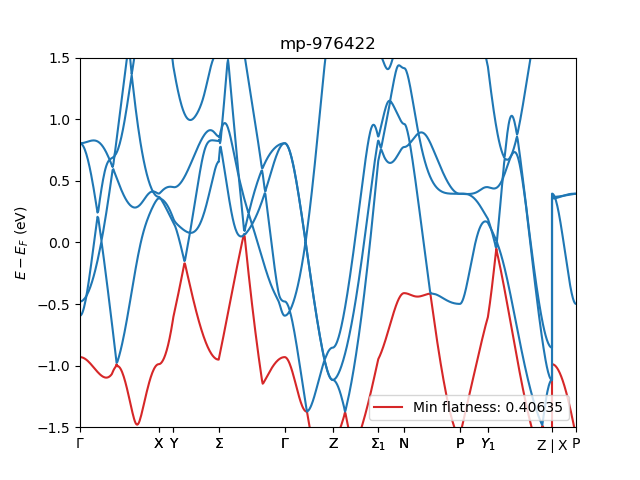 mp-976422
E − E_F (eV)
1.5
1.0
0.5
0.0
−0.5
−1.0
−1.5
Min flatness: 0.40635
Γ X Y Σ Γ Z Σ₁ N P Y₁ Z | X P